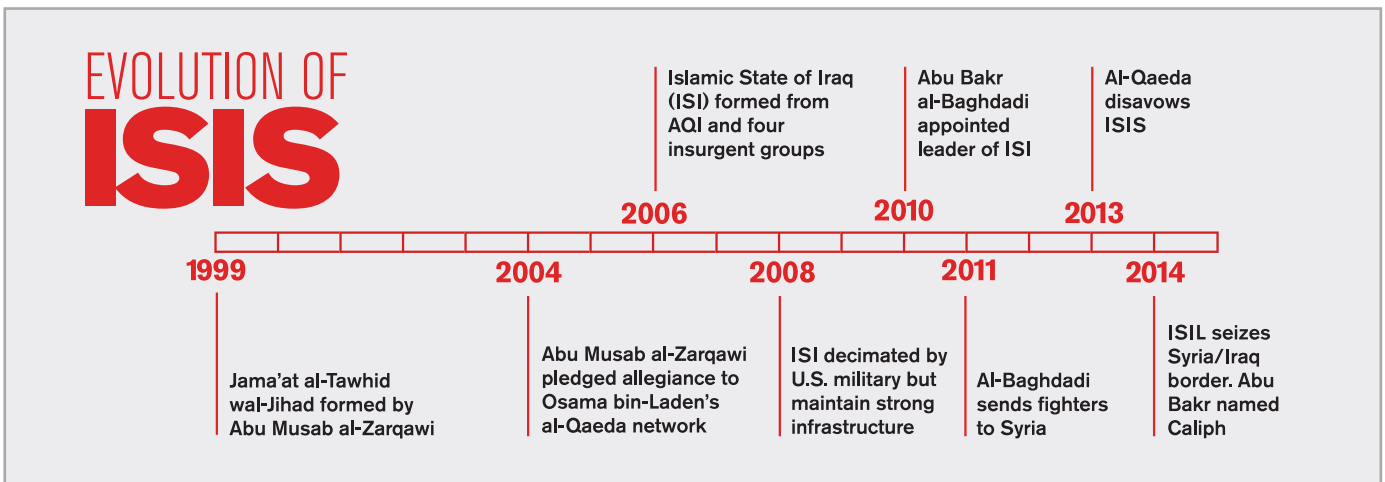 EVOLUTION OF
ISIS
Islamic State of Iraq
(ISI) formed from
AQI and four
insurgent groups
Abu Bakr
al-Baghdadi
appointed
leader of ISI
Al-Qaeda
disavows
ISIS
2006
2010
2013
1999
2004
2008
2011
2014
Jama'at al-Tawhid
wal-Jihad formed by
Abu Musab al-Zarqawi
Abu Musab al-Zarqawi
pledged allegiance to
Osama bin-Laden's
al-Qaeda network
ISI decimated by
U.S. military but
maintain strong
infrastructure
Al-Baghdadi
sends fighters
to Syria
ISIL seizes
Syria/Iraq
border. Abu
Bakr named
Caliph